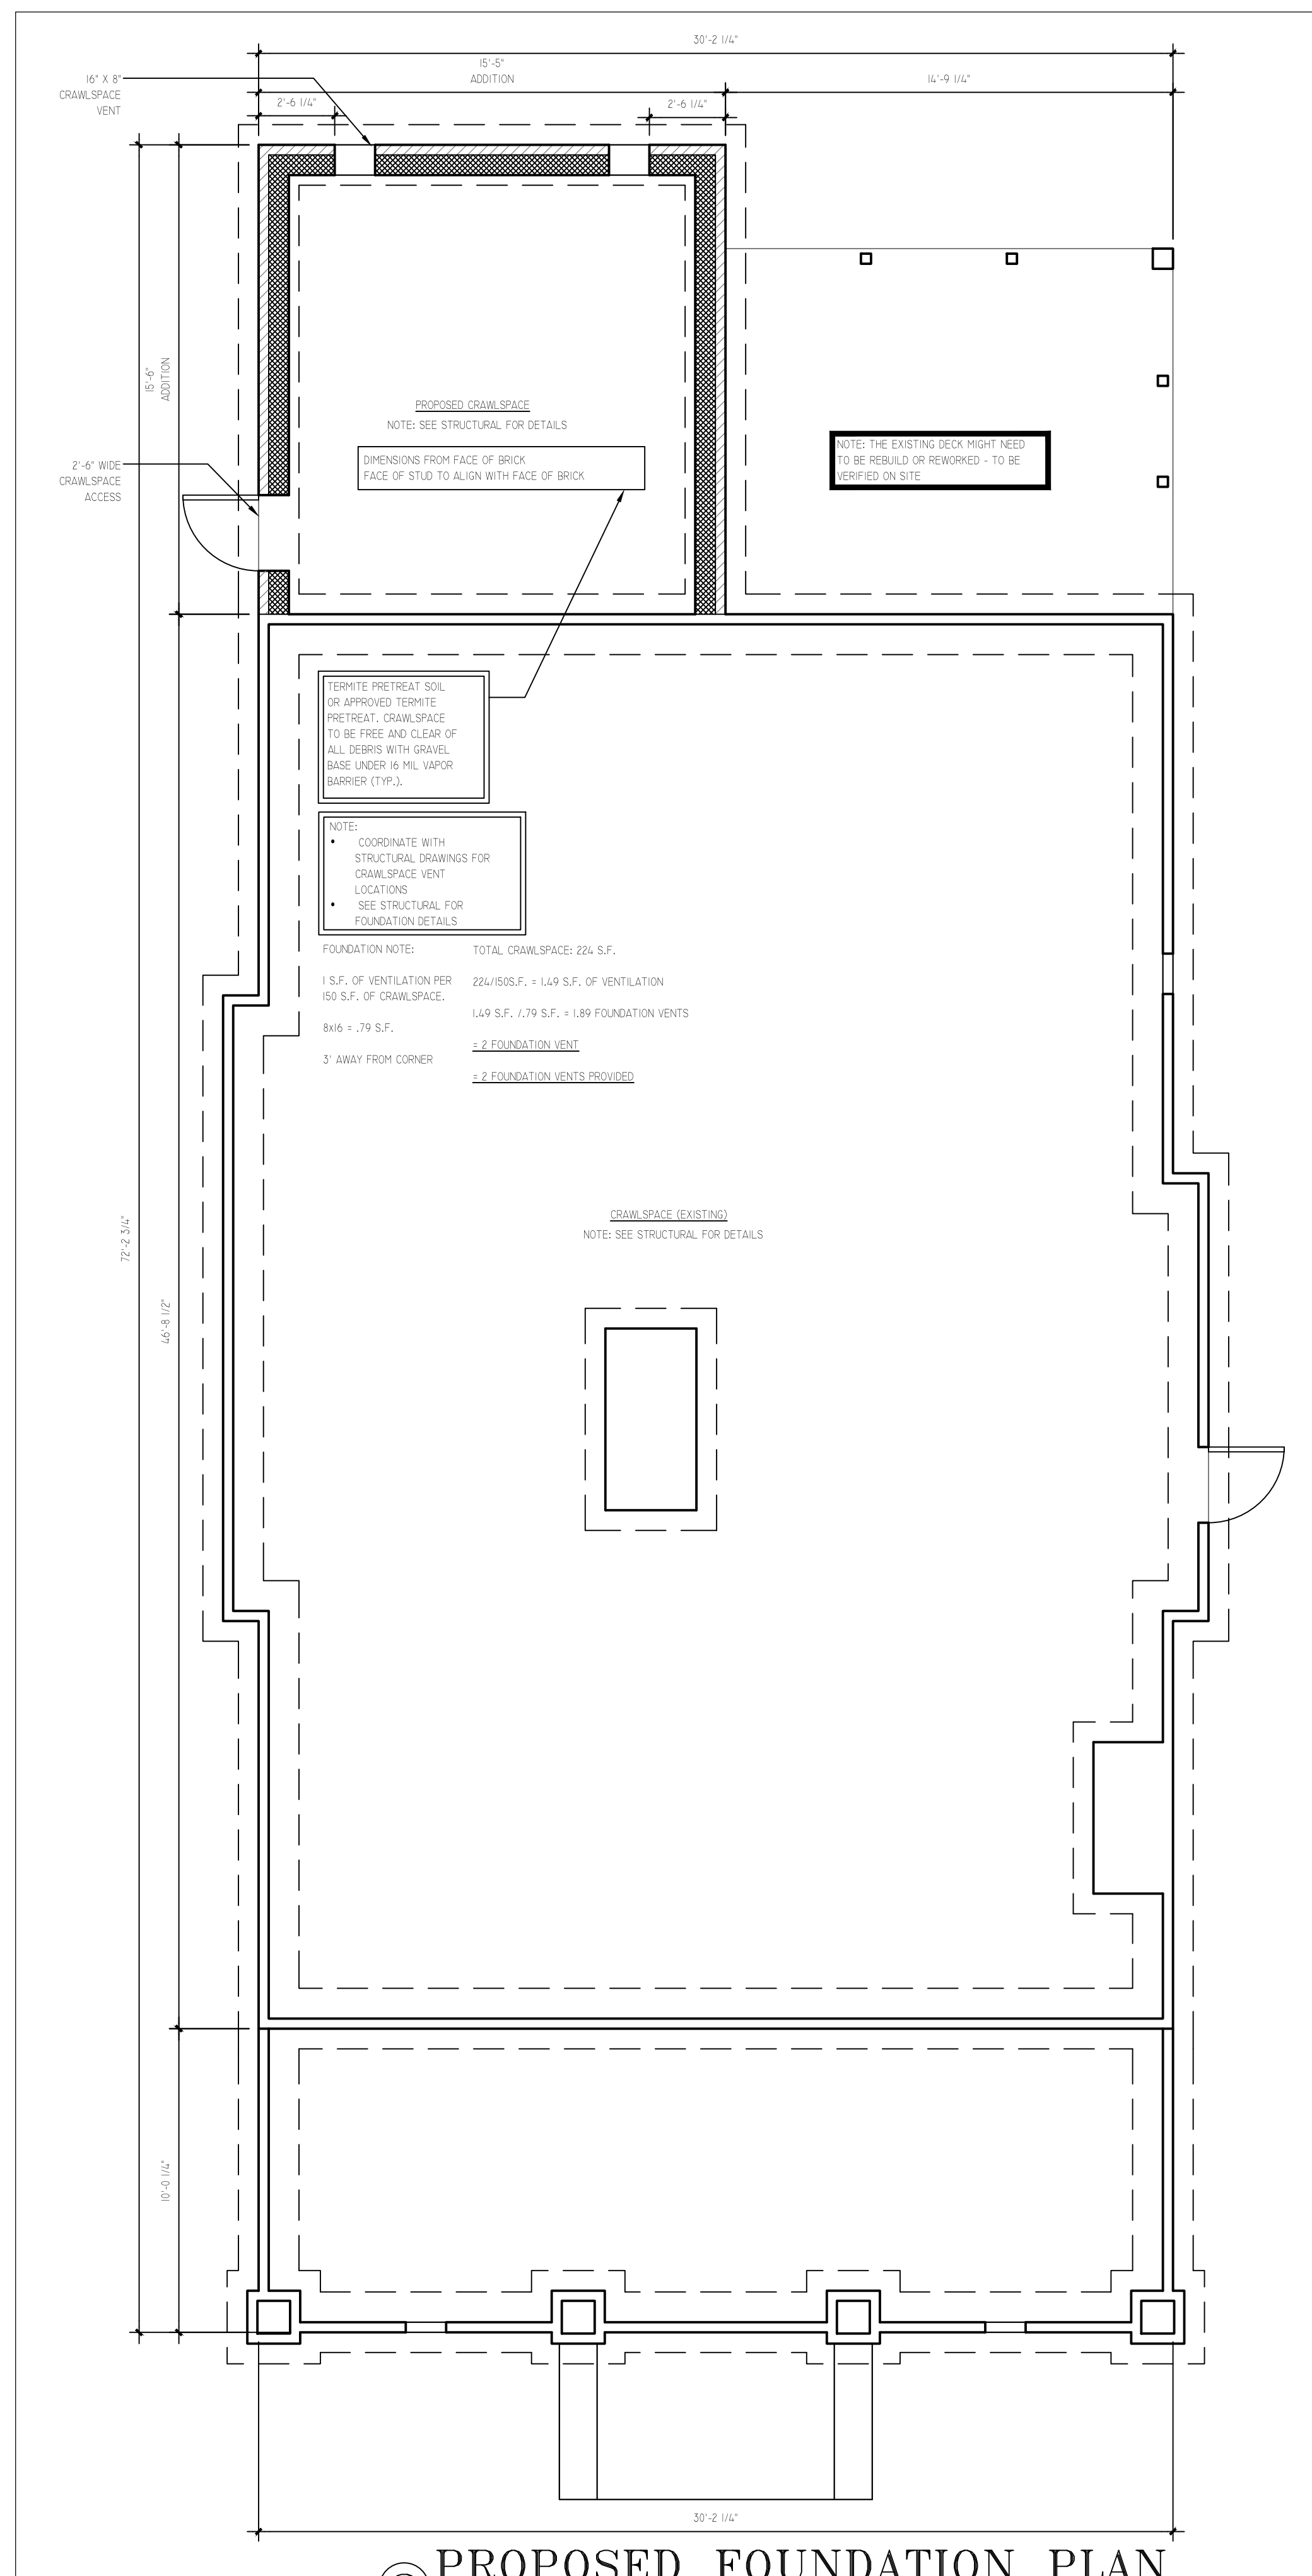 30'-2 1/4"
15'-5"
ADDITION
14'-9 1/4"
2'-6 1/4"
2'-6 1/4"
16" X 8"
CRAWLSPACE
VENT
15'-6"
ADDITION
2'-6" WIDE
CRAWLSPACE
ACCESS
PROPOSED CRAWLSPACE
NOTE: SEE STRUCTURAL FOR DETAILS
DIMENSIONS FROM FACE OF BRICK
FACE OF STUD TO ALIGN WITH FACE OF BRICK
NOTE: THE EXISTING DECK MIGHT NEED
TO BE REBUILD OR REWORKED - TO BE
VERIFIED ON SITE
TERMITE PRETREAT SOIL
OR APPROVED TERMITE
PRETREAT. CRAWLSPACE
TO BE FREE AND CLEAR OF
ALL DEBRIS WITH GRAVEL
BASE UNDER 16 MIL VAPOR
BARRIER (TYP.).
NOTE:
• COORDINATE WITH
STRUCTURAL DRAWINGS FOR
CRAWLSPACE VENT
LOCATIONS
• SEE STRUCTURAL FOR
FOUNDATION DETAILS
FOUNDATION NOTE:
1 S.F. OF VENTILATION PER
150 S.F. OF CRAWLSPACE.
8x16 = .79 S.F.
3' AWAY FROM CORNER
TOTAL CRAWLSPACE: 224 S.F.
224/150S.F. = 1.49 S.F. OF VENTILATION
1.49 S.F. /.79 S.F. = 1.89 FOUNDATION VENTS
= 2 FOUNDATION VENT
= 2 FOUNDATION VENTS PROVIDED
CRAWLSPACE (EXISTING)
NOTE: SEE STRUCTURAL FOR DETAILS
72'-2 3/4"
46'-8 1/2"
10'-0 1/4"
30'-2 1/4"
PROPOSED FOUNDATION PLAN